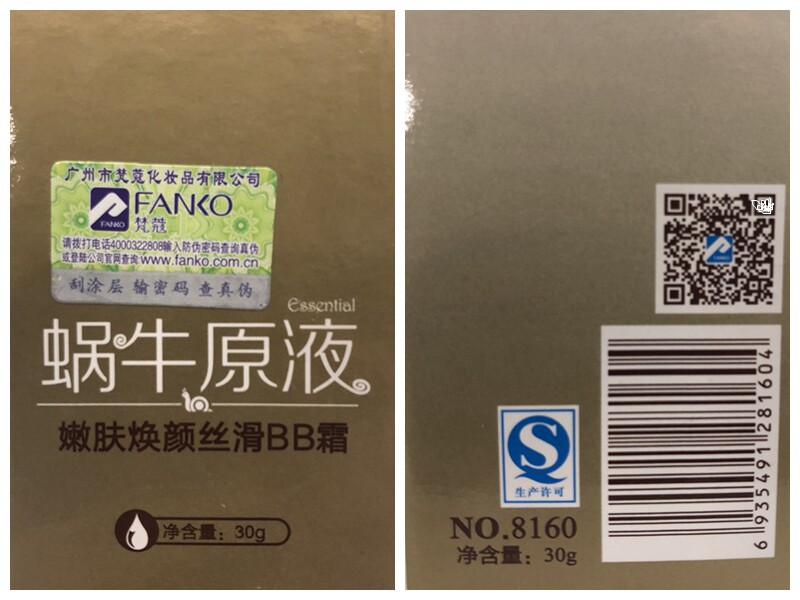 广州市梵蔻化妆品有限公司
FANKO
FANKO
梵蔻
请拨打电话4000322808输入防伪密码查询真伪
或登陆公司官网查询www.fanko.com.cn
刮涂层 输密码 查真伪
Essential
蜗牛原液
嫩肤焕颜丝滑BB霜
净含量：30g
FANKO
生产许可
NO.8160
净含量：30g
6 935491 281604